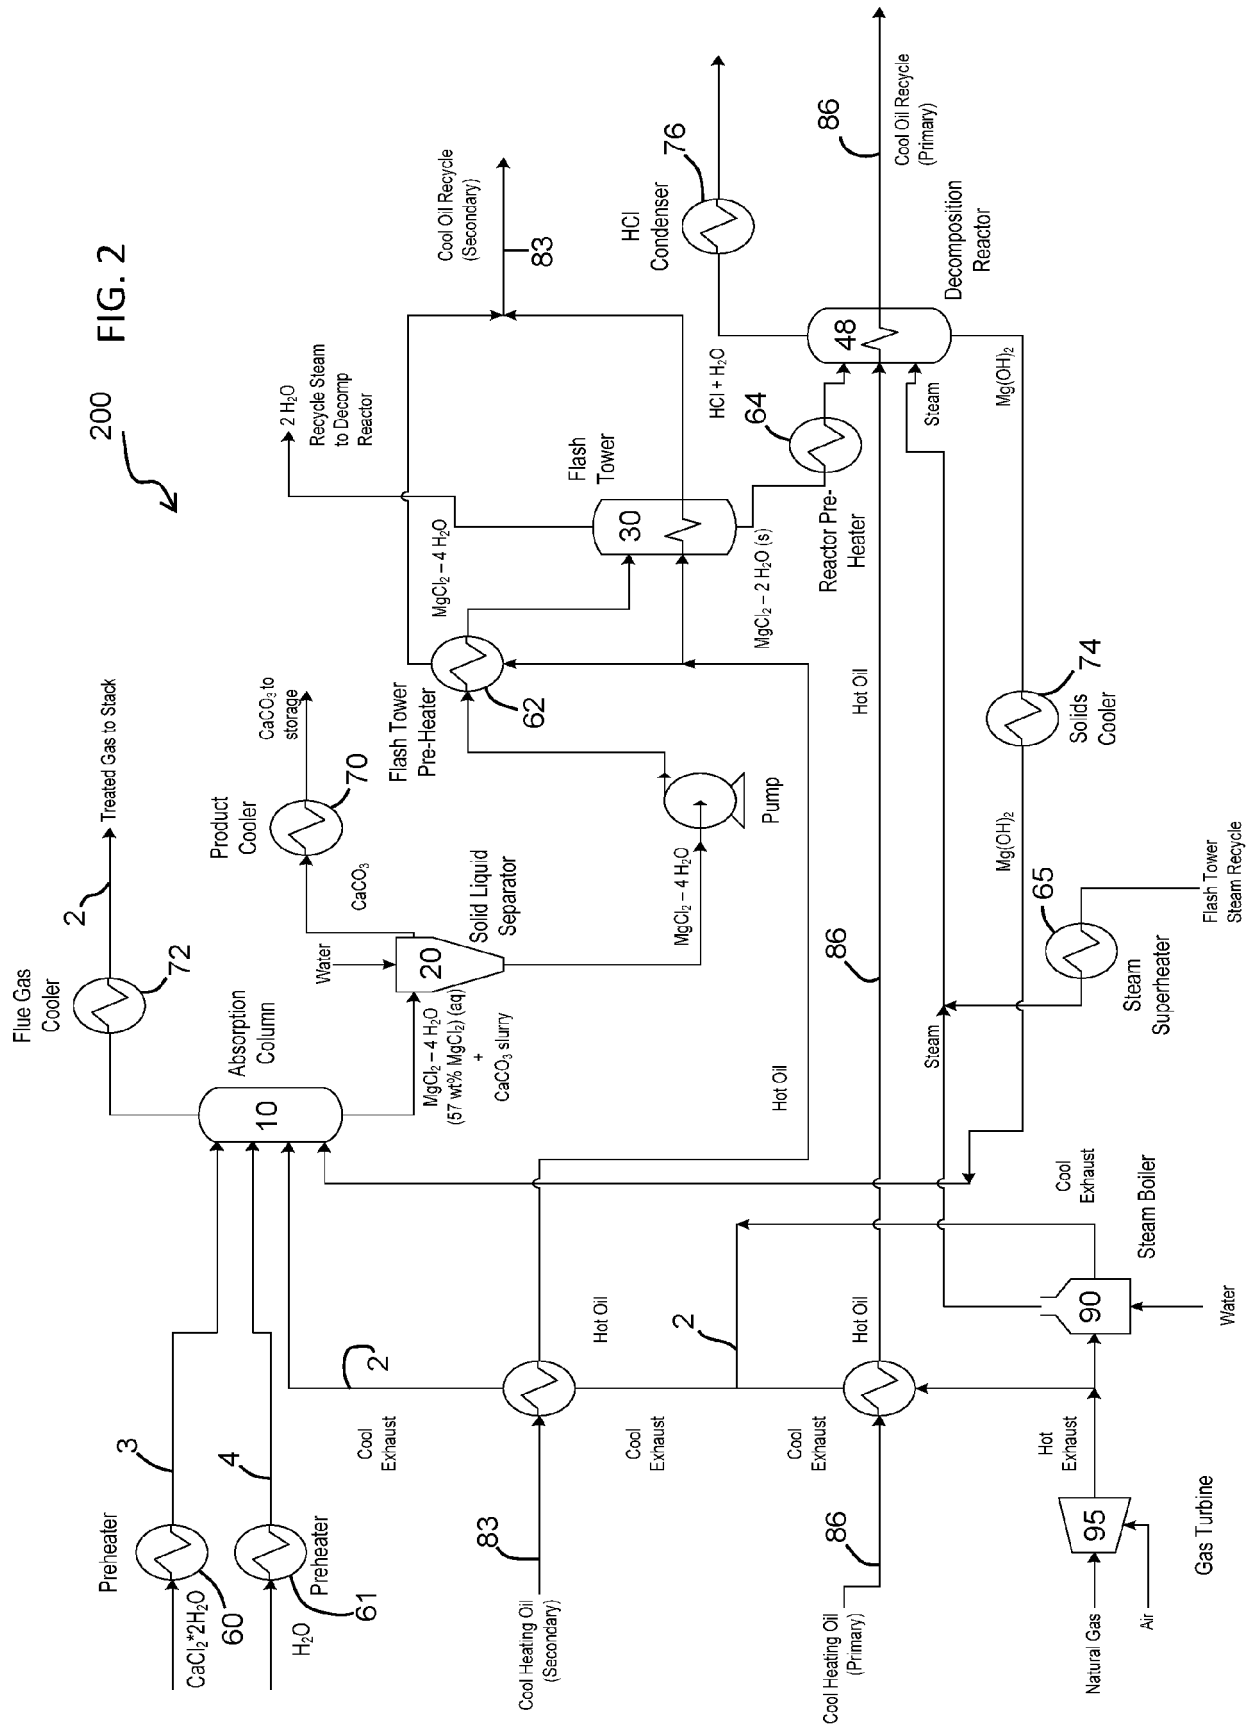 FIG. 2
200
Flue Gas
Cooler
72
2
Treated Gas to Stack
Absorption
Column
10
Product
Cooler
70
CaCO₃ to
storage
CaCO₃
Water
20
Solid Liquid
Separator
MgCl₂ – 4 H₂O
(57 wt% MgCl₂) (aq)
+
CaCO₃ slurry
MgCl₂ – 4 H₂O
Pump
Flash Tower
Pre-Heater
62
MgCl₂ – 4 H₂O
2 H₂O
Recycle Steam
to Decomp
Reactor
Flash
Tower
30
MgCl₂ – 2 H₂O (s)
Cool Oil Recycle
(Secondary)
83
Reactor Pre-
Heater
64
HCl + H₂O
HCl
Condenser
76
48
Decomposition
Reactor
86
Cool Oil Recycle
(Primary)
Steam
Mg(OH)₂
Hot Oil
Hot Oil
86
74
Solids
Cooler
Mg(OH)₂
65
Steam
Superheater
Flash Tower
Steam Recycle
Steam
Preheater
3
60
CaCl₂*2H₂O
4
Preheater
61
H₂O
2
Cool
Exhaust
Hot Oil
83
Cool Heating Oil
(Secondary)
Cool
Exhaust
2
Hot Oil
Cool
Exhaust
86
Cool Heating Oil
(Primary)
Cool
Exhaust
Steam Boiler
90
Water
Hot
Exhaust
95
Gas Turbine
Natural Gas
Air